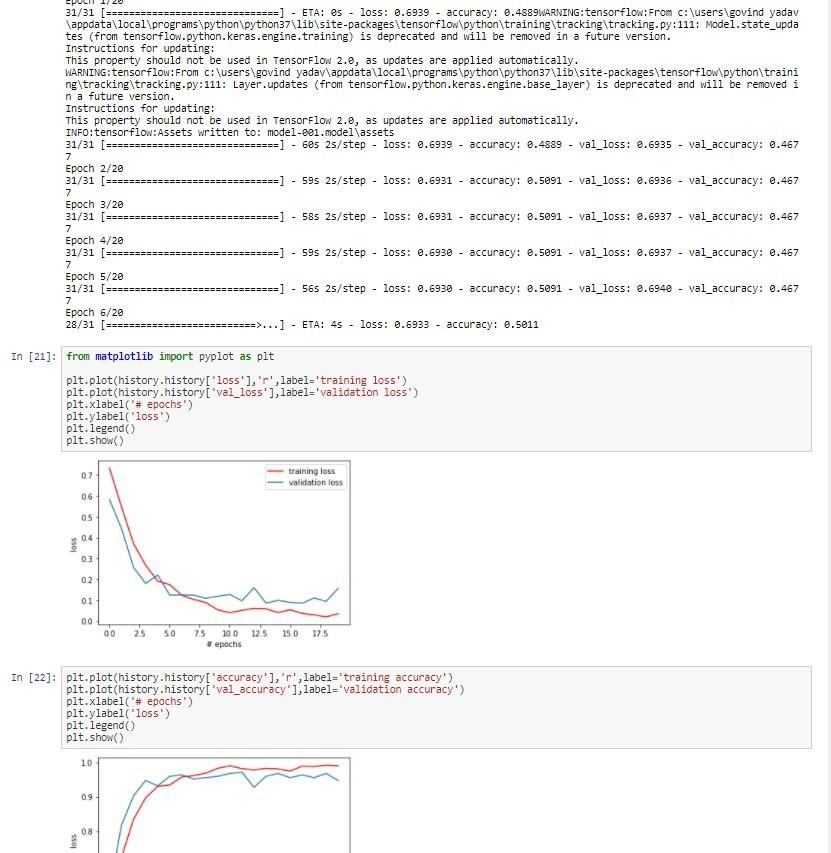 Epoch 1/20
31/31 [==============================] - ETA: 0s - loss: 0.6939 - accuracy: 0.4889WARNING:tensorflow:From c:\users\govind yadav
\appdata\local\programs\python\python37\lib\site-packages\tensorflow\python\training\tracking\tracking.py:111: Model.state_upda
tes (from tensorflow.python.keras.engine.training) is deprecated and will be removed in a future version.
Instructions for updating:
This property should not be used in TensorFlow 2.0, as updates are applied automatically.
WARNING:tensorflow:From c:\users\govind yadav\appdata\local\programs\python\python37\lib\site-packages\tensorflow\python\traini
ng\tracking\tracking.py:111: Layer.updates (from tensorflow.python.keras.engine.base_layer) is deprecated and will be removed i
n a future version.
Instructions for updating:
This property should not be used in TensorFlow 2.0, as updates are applied automatically.
INFO:tensorflow:Assets written to: model-001.model\assets
31/31 [==============================] - 60s 2s/step - loss: 0.6939 - accuracy: 0.4889 - val_loss: 0.6935 - val_accuracy: 0.467
7
Epoch 2/20
31/31 [==============================] - 59s 2s/step - loss: 0.6931 - accuracy: 0.5091 - val_loss: 0.6936 - val_accuracy: 0.467
7
Epoch 3/20
31/31 [==============================] - 58s 2s/step - loss: 0.6931 - accuracy: 0.5091 - val_loss: 0.6937 - val_accuracy: 0.467
7
Epoch 4/20
31/31 [==============================] - 59s 2s/step - loss: 0.6930 - accuracy: 0.5091 - val_loss: 0.6937 - val_accuracy: 0.467
7
Epoch 5/20
31/31 [==============================] - 56s 2s/step - loss: 0.6930 - accuracy: 0.5091 - val_loss: 0.6940 - val_accuracy: 0.467
7
Epoch 6/20
28/31 [==========================>...] - ETA: 4s - loss: 0.6933 - accuracy: 0.5011
In [21]: from matplotlib import pyplot as plt
plt.plot(history.history['loss'],'r',label='training loss')
plt.plot(history.history['val_loss'],label='validation loss')
plt.xlabel('# epochs')
plt.ylabel('loss')
plt.legend()
plt.show()
training loss
validation loss
0.7
0.6
0.5
0.4
0.3
0.2
0.1
0.0
loss
0.0 2.5 5.0 7.5 10.0 12.5 15.0 17.5
# epochs
In [22]: plt.plot(history.history['accuracy'],'r',label='training accuracy')
plt.plot(history.history['val_accuracy'],label='validation accuracy')
plt.xlabel('# epochs')
plt.ylabel('loss')
plt.legend()
plt.show()
1.0
0.9
0.8
loss